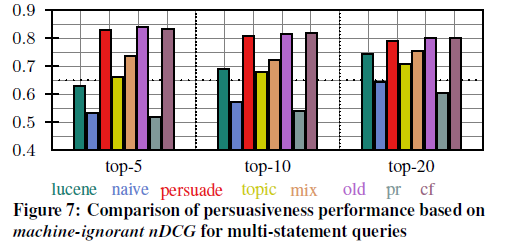 0.9
0.8
0.7
0.6
0.5
0.4
top-5 top-10 top-20
lucene naive persuade topic mix old pr cf
Figure 7: Comparison of persuasiveness performance based on
machine-ignorant nDCG for multi-statement queries